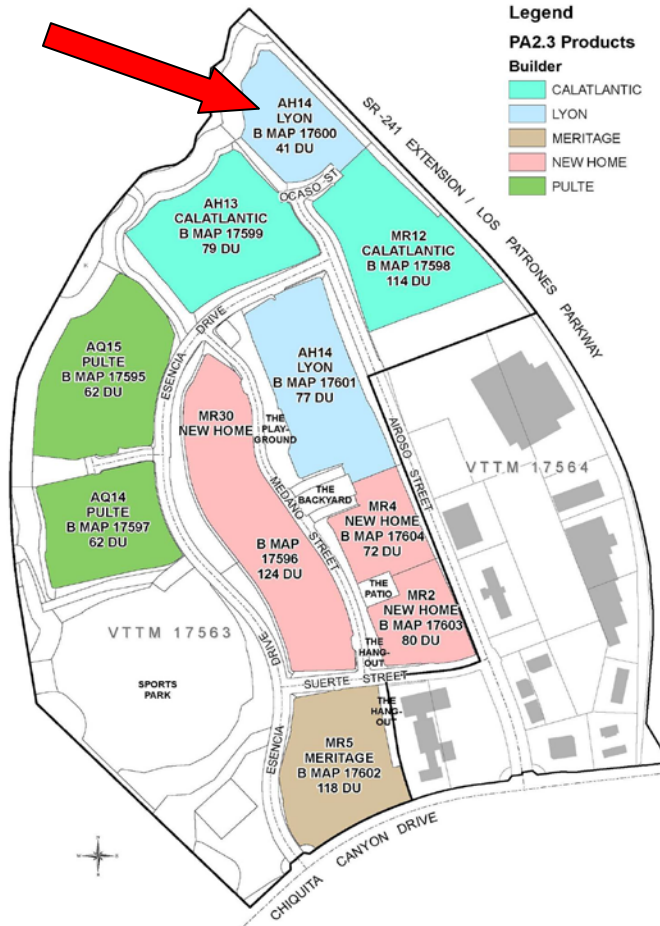 Legend
PA2.3 Products
Builder
CALATLANTIC
LYON
MERITAGE
NEW HOME
PULTE
AH14
LYON
B MAP 17600
41 DU
SR-241 EXTENSION / LOS PATRONES PARKWAY
OCASO ST
AH13
CALATLANTIC
B MAP 17599
79 DU
MR12
CALATLANTIC
B MAP 17598
114 DU
ESENCIA DRIVE
AQ15
PULTE
B MAP 17595
62 DU
AH14
LYON
B MAP 17601
77 DU
MR30
NEW HOME
THE
PLAY-
GROUND
AIROSO STREET
VTTM 17564
MEDANO STREET
THE
BACKYARD
AQ14
PULTE
B MAP 17597
62 DU
MR4
NEW HOME
B MAP 17604
72 DU
B MAP
17596
124 DU
THE
PATIO
MR2
NEW HOME
B MAP 17603
80 DU
VTTM 17563
THE
HANG-
OUT
SPORTS
PARK
SUERTE STREET
ESENCIA DRIVE
THE
HANG-
OUT
MR5
MERITAGE
B MAP 17602
118 DU
CHIQUITA CANYON DRIVE